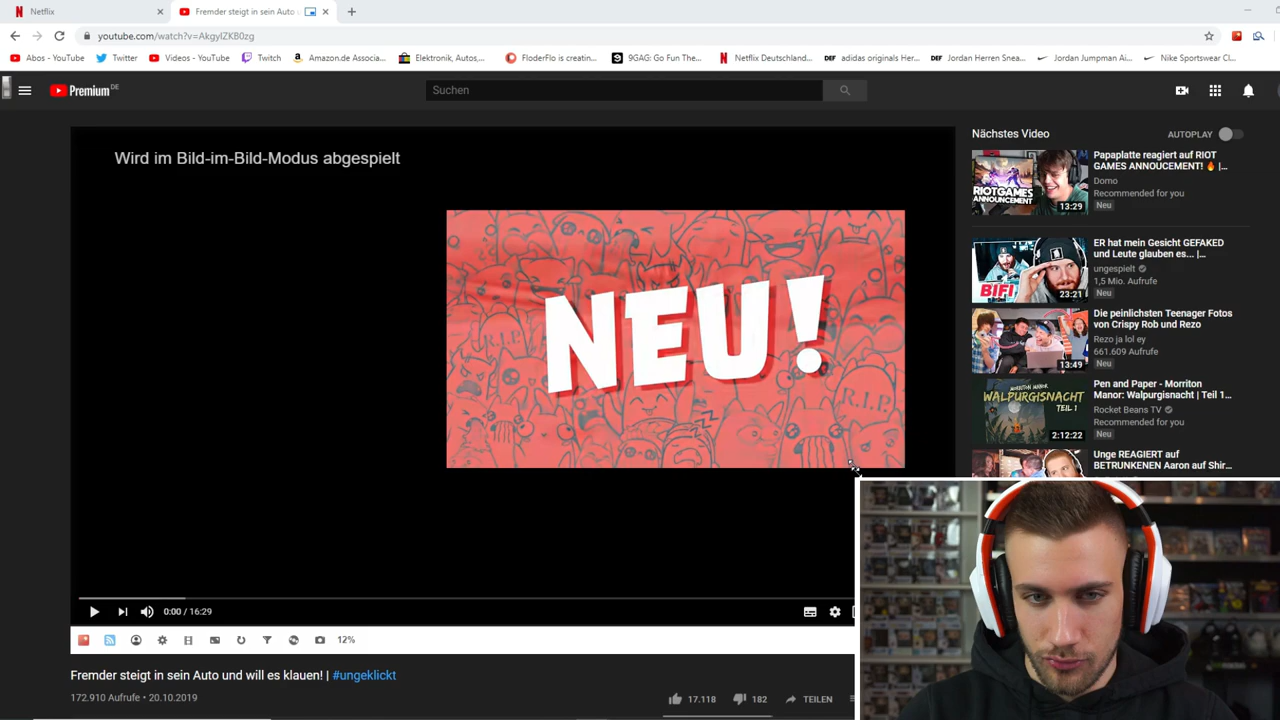 Netflix
Fremder steigt in sein Auto u
youtube.com/watch?v=AkgyIZKB0zg
Abos - YouTube
Twitter
Videos - YouTube
Twitch
Amazon.de Associa...
Elektronik, Autos,...
FloderFlo is creatin...
9GAG: Go Fun The...
Netflix Deutschland...
adidas originals Her...
Jordan Herren Snea...
Jordan Jumpman Ai...
Nike Sportswear Cl...
Premium DE
Suchen
Wird im Bild-im-Bild-Modus abgespielt
R.I.P
NEU!
R.I.P
0:00 / 16:29
12%
Fremder steigt in sein Auto und will es klauen! | #ungeklickt
172.910 Aufrufe • 20.10.2019
17.118
182
TEILEN
Nächstes Video
AUTOPLAY
RIOTGAMES
ANNOUNCEMENT
13:29
Papaplatte reagiert auf RIOT
GAMES ANNOUCEMENT! 🔥 |...
Domo
Recommended for you
Neu
BIFI
23:21
ER hat mein Gesicht GEFAKED
und Leute glauben es... |...
ungespielt
1,5 Mio. Aufrufe
Neu
13:49
Die peinlichsten Teenager Fotos
von Crispy Rob und Rezo
Rezo ja lol ey
661.609 Aufrufe
Neu
MORRITON MANOR:
WALPURGISNACHT
TEIL 1
2:12:22
Pen and Paper - Morriton
Manor: Walpurgisnacht | Teil 1...
Rocket Beans TV
Recommended for you
Neu
Unge REAGIERT auf
BETRUNKENEN Aaron auf Shir...